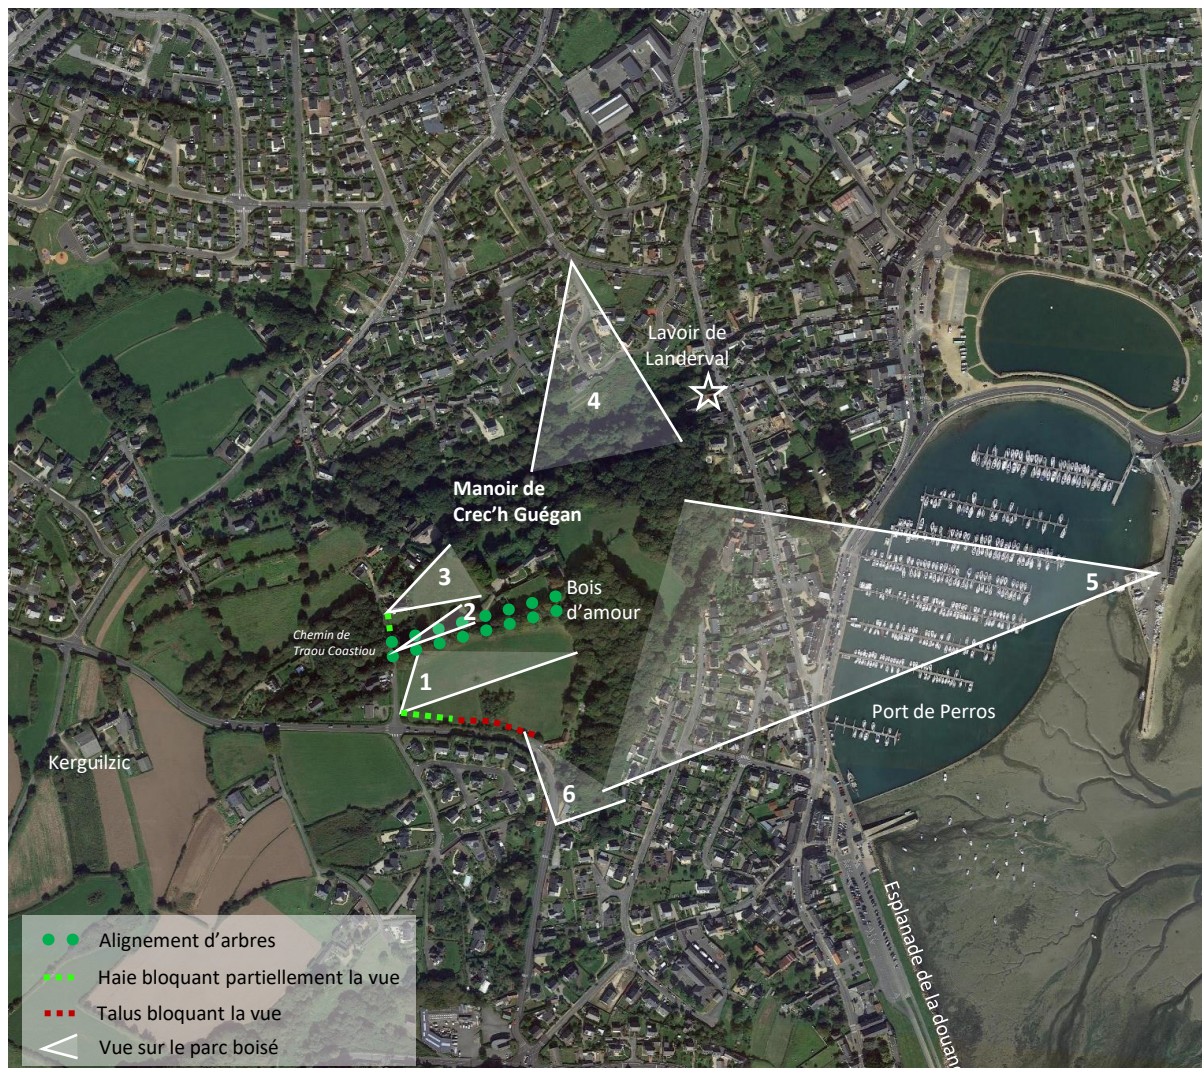 Lavoir de
Landerval
4
Manoir de
Crec'h Guégan
5
3
Bois
d'amour
2
Chemin de
Traou Coastiou
1
Port de Perros
Kerguilzic
6
Esplanade de la douane
Alignement d'arbres
Haie bloquant partiellement la vue
Talus bloquant la vue
Vue sur le parc boisé